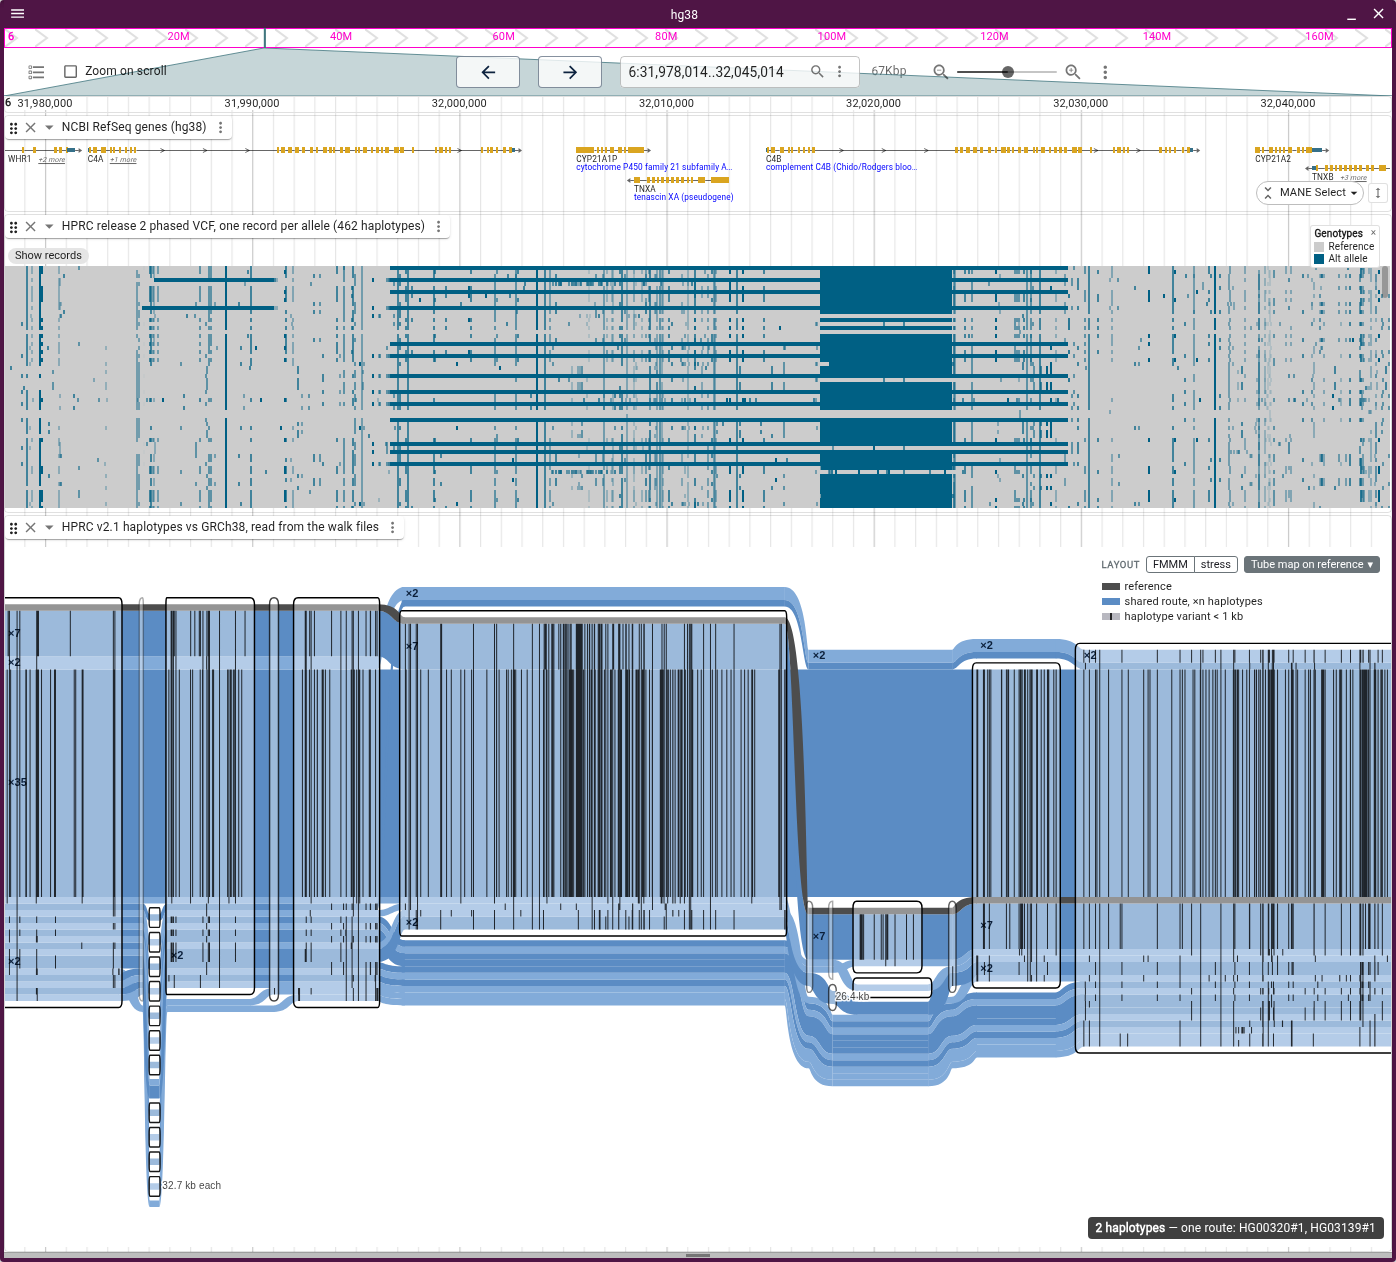 hg38
6 20M 40M 60M 80M 100M 120M 140M 160M
Zoom on scroll
6:31,978,014..32,045,014
67Kbp
6 31,980,000 31,990,000 32,000,000 32,010,000 32,020,000 32,030,000 32,040,000
NCBI RefSeq genes (hg38)
WHR1 +2 more C4A +1 more CYP21A1P C4B CYP21A2
cytochrome P450 family 21 subfamily A... complement C4B (Chido/Rodgers bloo...
TNXB +3 more
TNXA
tenascin XA (pseudogene)
MANE Select
HPRC release 2 phased VCF, one record per allele (462 haplotypes)
Genotypes ×
Reference
Alt allele
Show records
HPRC v2.1 haplotypes vs GRCh38, read from the walk files
LAYOUT FMMM stress Tube map on reference ▾
reference
shared route, ×n haplotypes
haplotype variant < 1 kb
×2
×7
×7
×2
×2
×2
×2
×35
×2
×7
×7
×2
×2
×2
26.4 kb
32.7 kb each
2 haplotypes — one route: HG00320#1, HG03139#1